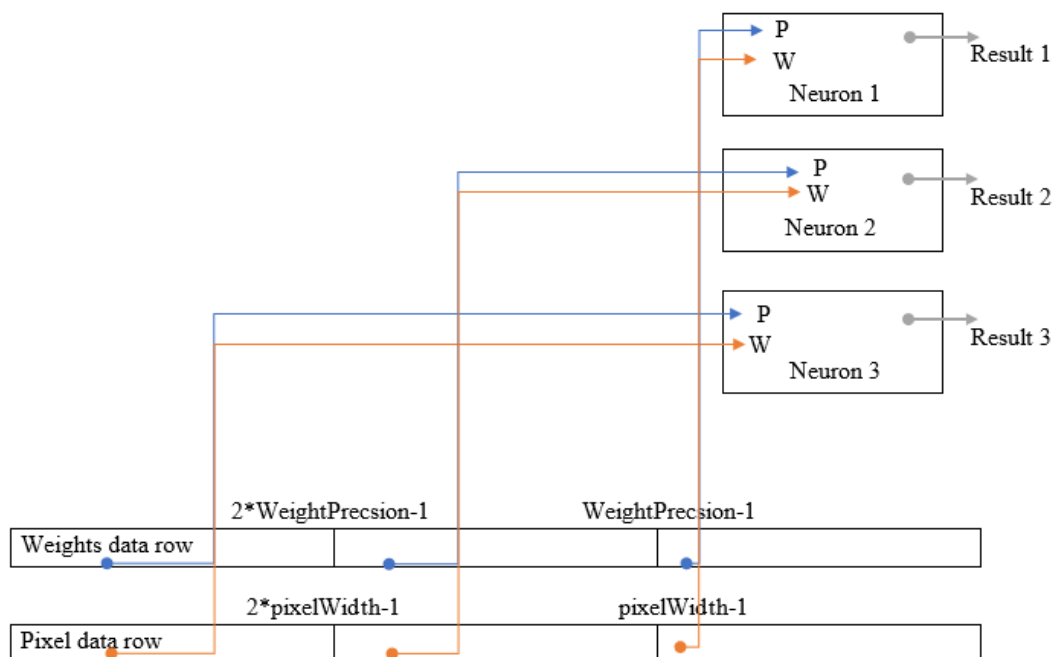 P
W
Neuron 1
Result 1
P
W
Neuron 2
Result 2
P
W
Neuron 3
Result 3
2*WeightPrecsion-1
WeightPrecsion-1
Weights data row
2*pixelWidth-1
pixelWidth-1
Pixel data row